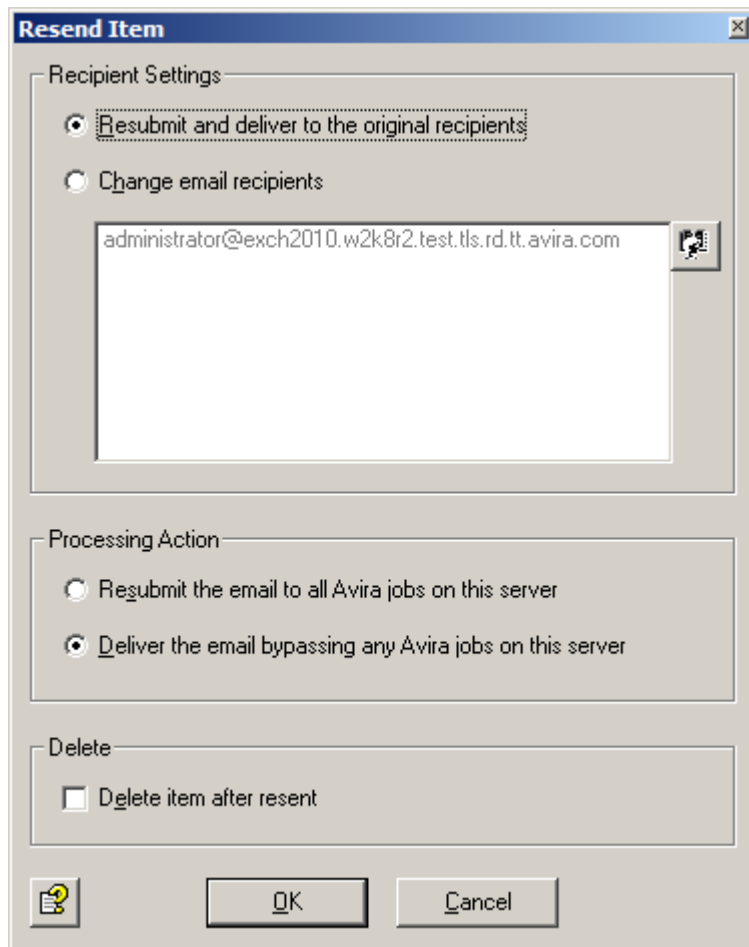 Resend Item
Recipient Settings
Resubmit and deliver to the original recipients
Change email recipients
administrator@exch2010.w2k8r2.test.tls.rd.tt.avira.com
Processing Action
Resubmit the email to all Avira jobs on this server
Deliver the email bypassing any Avira jobs on this server
Delete
Delete item after resent
OK Cancel